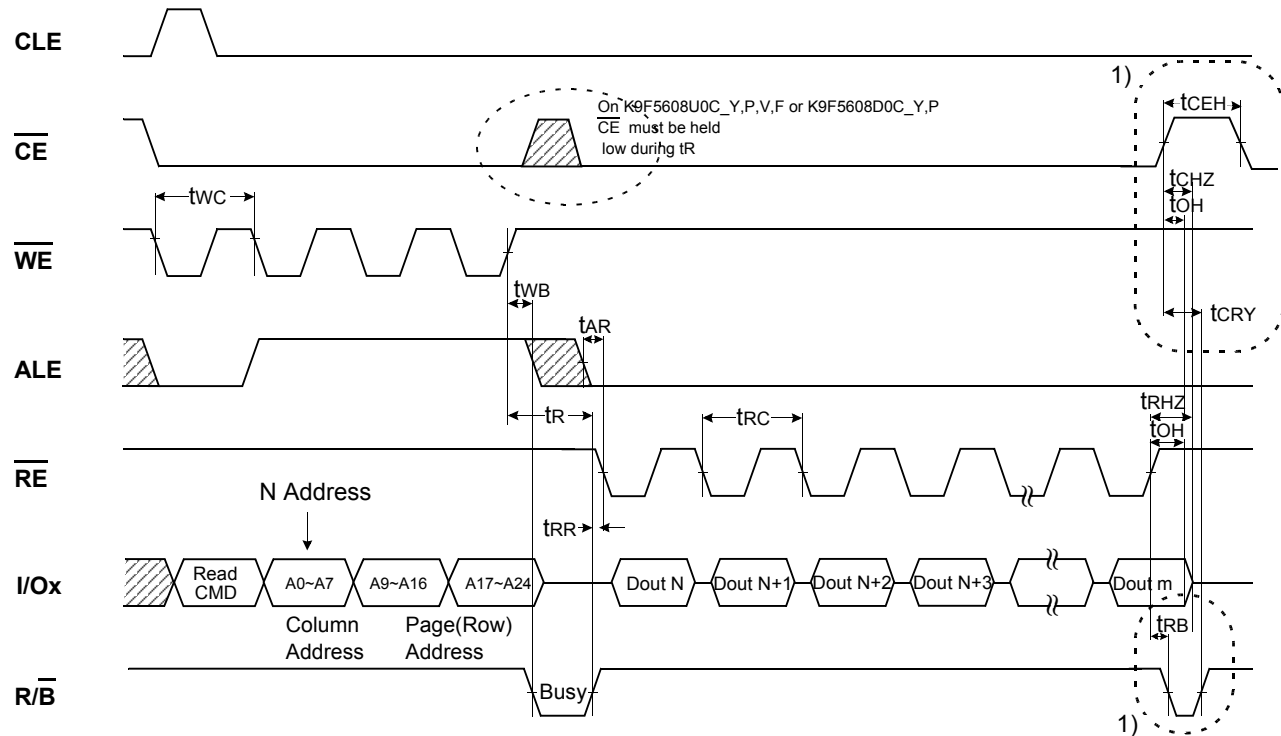 CLE
1)
tCEH
On K9F5608U0C_Y,P,V,F or K9F5608D0C_Y,P
CE must be held
low during tR
CE
tCHZ
tOH
tWC
WE
tWB
tCRY
tAR
ALE
tR
tRC
tRHZ
tOH
RE
N Address
tRR
I/Ox
Read
CMD
A0~A7
A9~A16
A17~A24
Dout N
Dout N+1
Dout N+2
Dout N+3
Dout m
Column
Address
Page(Row)
Address
tRB
R/B
Busy
1)